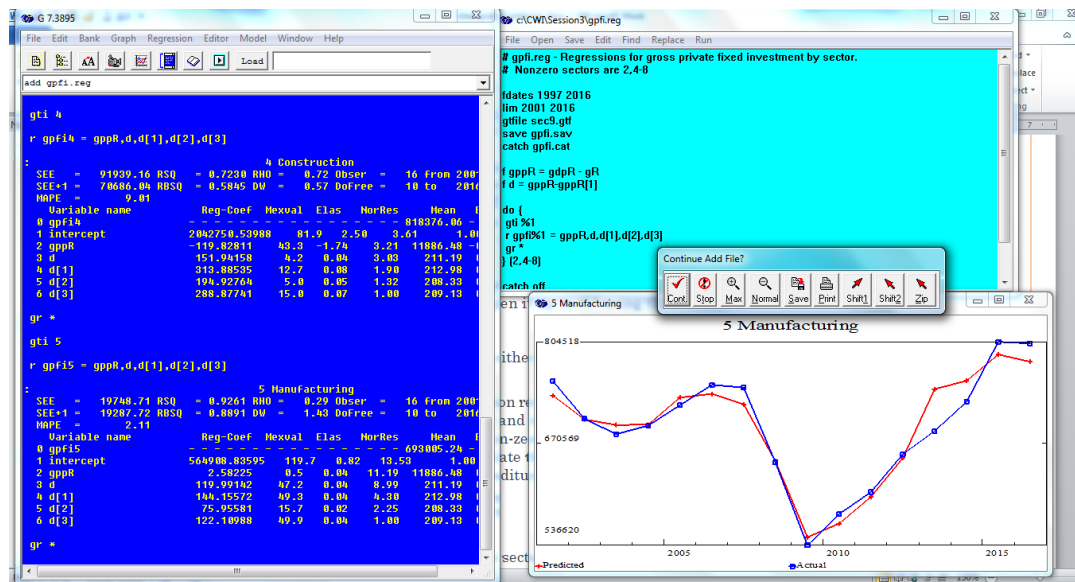 G 7.3895
File Edit Bank Graph Regression Editor Model Window Help
Load
add gpfi.reg
gti 4
r gpfi4 = gppR,d,d[1],d[2],d[3]
: 4 Construction
SEE = 91939.16 RSQ = 0.7230 RHO = 0.72 Obser = 16 from 200
SEE+1 = 70686.04 RBSQ = 0.5845 DW = 0.57 DoFree = 10 to 2016
MAPE = 9.01
Variable name Reg-Coef Mexval Elas NorRes Mean
0 gpfi4 - - - - - - - - - - - - - - - - - 818376.06 -
1 intercept 2042750.53988 81.9 2.50 3.61 1.00
2 gppR -119.82811 43.3 -1.74 3.21 11886.48
3 d 151.94158 4.2 0.04 3.03 211.19
4 d[1] 313.88535 12.7 0.08 1.90 212.98
5 d[2] 194.92764 5.0 0.05 1.32 208.33
6 d[3] 288.87741 15.0 0.07 1.00 209.13
gr *
gti 5
r gpfi5 = gppR,d,d[1],d[2],d[3]
: 5 Manufacturing
SEE = 19748.71 RSQ = 0.9261 RHO = 0.29 Obser = 16 from 200
SEE+1 = 19287.72 RBSQ = 0.8891 DW = 1.43 DoFree = 10 to 2016
MAPE = 2.11
Variable name Reg-Coef Mexval Elas NorRes Mean
0 gpfi5 - - - - - - - - - - - - - - - - - 693005.24 -
1 intercept 564908.83595 119.7 0.82 13.53 1.00
2 gppR 2.58225 0.5 0.04 11.19 11886.48
3 d 119.99142 47.2 0.04 8.99 211.19
4 d[1] 144.15572 49.3 0.04 4.30 212.98
5 d[2] 75.95581 15.7 0.02 2.25 208.33
6 d[3] 122.10988 49.9 0.04 1.00 209.13
gr *
c:\CWI\Session3\gpfi.reg
File Open Save Edit Find Replace Run
# gpfi.reg - Regressions for gross private fixed investment by sector.
# Nonzero sectors are 2,4-8
fdates 1997 2016
lim 2001 2016
gtfile sec9.gtf
save gpfi.sav
catch gpfi.cat
f gppR = gdpR - gR
f d = gppR-gppR[1]
do {
gti %1
r gpfi%1 = gppR,d,d[1],d[2],d[3]
gr *
} (2,4-8)
catch off
Continue Add File?
Cont. Stop Max Normal Save Print Shift1 Shift2 Zip
5 Manufacturing
5 Manufacturing
804518
670569
536620
2005 2010 2015
Predicted Actual